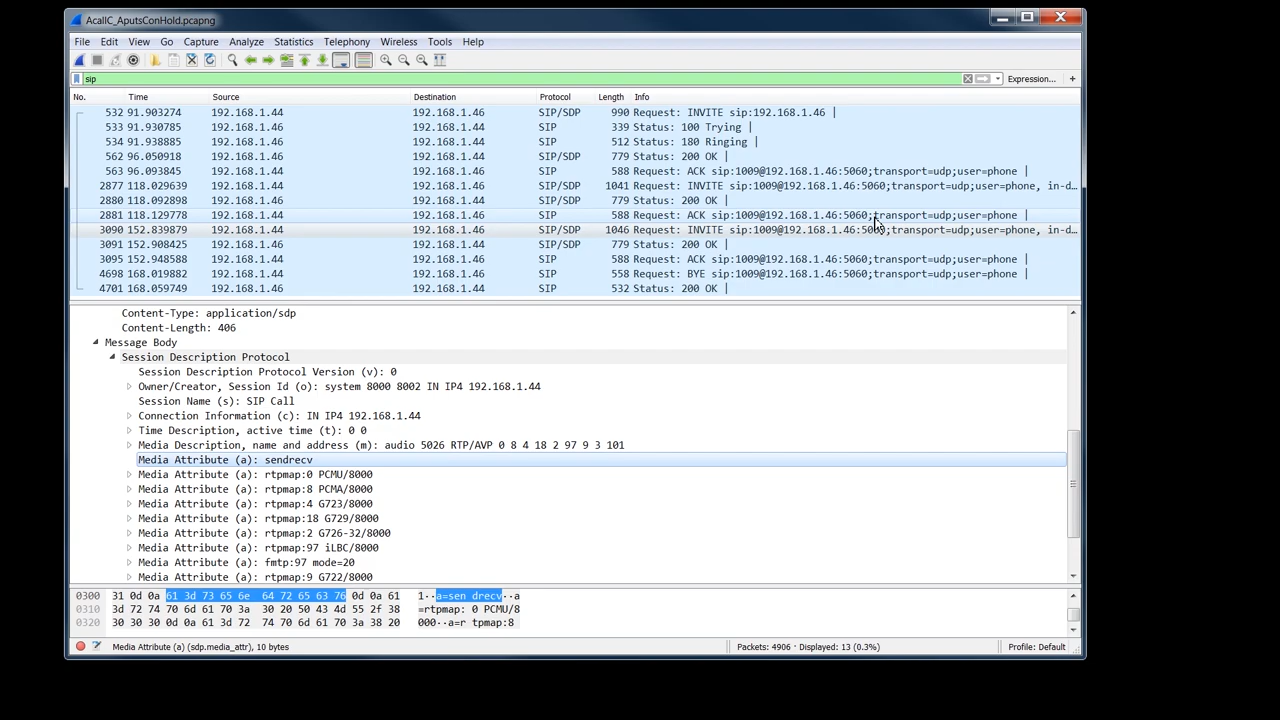 AcallC_AputsConHold.pcapng
File Edit View Go Capture Analyze Statistics Telephony Wireless Tools Help
sip Expression... +
No. Time Source Destination Protocol Length Info
532 91.903274 192.168.1.44 192.168.1.46 SIP/SDP 990 Request: INVITE sip:192.168.1.46 |
533 91.930785 192.168.1.46 192.168.1.44 SIP 339 Status: 100 Trying |
534 91.938885 192.168.1.46 192.168.1.44 SIP 512 Status: 180 Ringing |
562 96.050918 192.168.1.46 192.168.1.44 SIP/SDP 779 Status: 200 OK |
563 96.093845 192.168.1.44 192.168.1.46 SIP 588 Request: ACK sip:1009@192.168.1.46:5060;transport=udp;user=phone |
2877 118.029639 192.168.1.44 192.168.1.46 SIP/SDP 1041 Request: INVITE sip:1009@192.168.1.46:5060;transport=udp;user=phone, in-d…
2880 118.092898 192.168.1.46 192.168.1.44 SIP/SDP 779 Status: 200 OK |
2881 118.129778 192.168.1.44 192.168.1.46 SIP 588 Request: ACK sip:1009@192.168.1.46:5060;transport=udp;user=phone |
3090 152.839879 192.168.1.44 192.168.1.46 SIP/SDP 1046 Request: INVITE sip:1009@192.168.1.46:5060;transport=udp;user=phone, in-d…
3091 152.908425 192.168.1.46 192.168.1.44 SIP/SDP 779 Status: 200 OK |
3095 152.948588 192.168.1.44 192.168.1.46 SIP 588 Request: ACK sip:1009@192.168.1.46:5060;transport=udp;user=phone |
4698 168.019882 192.168.1.44 192.168.1.46 SIP 558 Request: BYE sip:1009@192.168.1.46:5060;transport=udp;user=phone |
4701 168.059749 192.168.1.46 192.168.1.44 SIP 532 Status: 200 OK |
Content-Type: application/sdp
Content-Length: 406
Message Body
Session Description Protocol
Session Description Protocol Version (v): 0
Owner/Creator, Session Id (o): system 8000 8002 IN IP4 192.168.1.44
Session Name (s): SIP Call
Connection Information (c): IN IP4 192.168.1.44
Time Description, active time (t): 0 0
Media Description, name and address (m): audio 5026 RTP/AVP 0 8 4 18 2 97 9 3 101
Media Attribute (a): sendrecv
Media Attribute (a): rtpmap:0 PCMU/8000
Media Attribute (a): rtpmap:8 PCMA/8000
Media Attribute (a): rtpmap:4 G723/8000
Media Attribute (a): rtpmap:18 G729/8000
Media Attribute (a): rtpmap:2 G726-32/8000
Media Attribute (a): rtpmap:97 iLBC/8000
Media Attribute (a): fmtp:97 mode=20
Media Attribute (a): rtpmap:9 G722/8000
0300 31 0d 0a 61 3d 73 65 6e 64 72 65 63 76 0d 0a 61 1··a=sen drecv··a
0310 3d 72 74 70 6d 61 70 3a 30 20 50 43 4d 55 2f 38 =rtpmap: 0 PCMU/8
0320 30 30 30 0d 0a 61 3d 72 74 70 6d 61 70 3a 38 20 000··a=r tpmap:8
Media Attribute (a) (sdp.media_attr), 10 bytes Packets: 4906 · Displayed: 13 (0.3%) Profile: Default